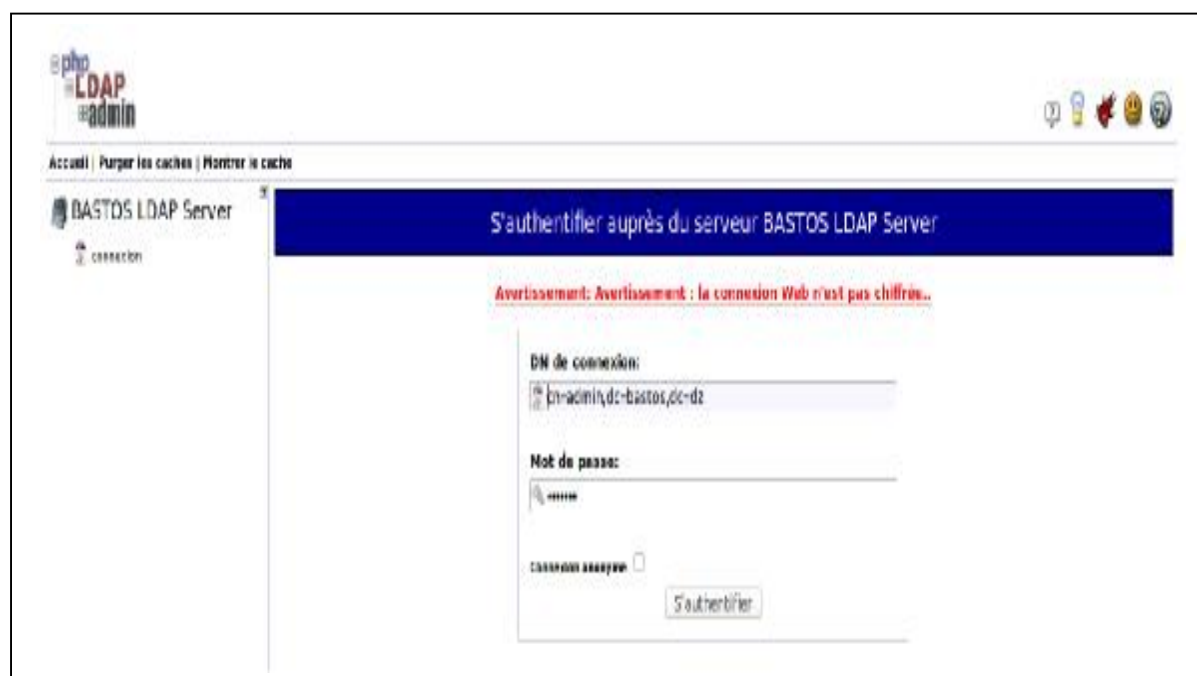 php
LDAP
admin
Accueil | Purger les caches | Montrer le cache
BASTOS LDAP Server
connexion
S'authentifier auprès du serveur BASTOS LDAP Server
Avertissement: Avertissement : la connexion Web n'est pas chiffrée..
DN de connexion:
cn=admin,dc=bastos,dc=dz
Mot de passe:
Connexion anonyme
S'authentifier